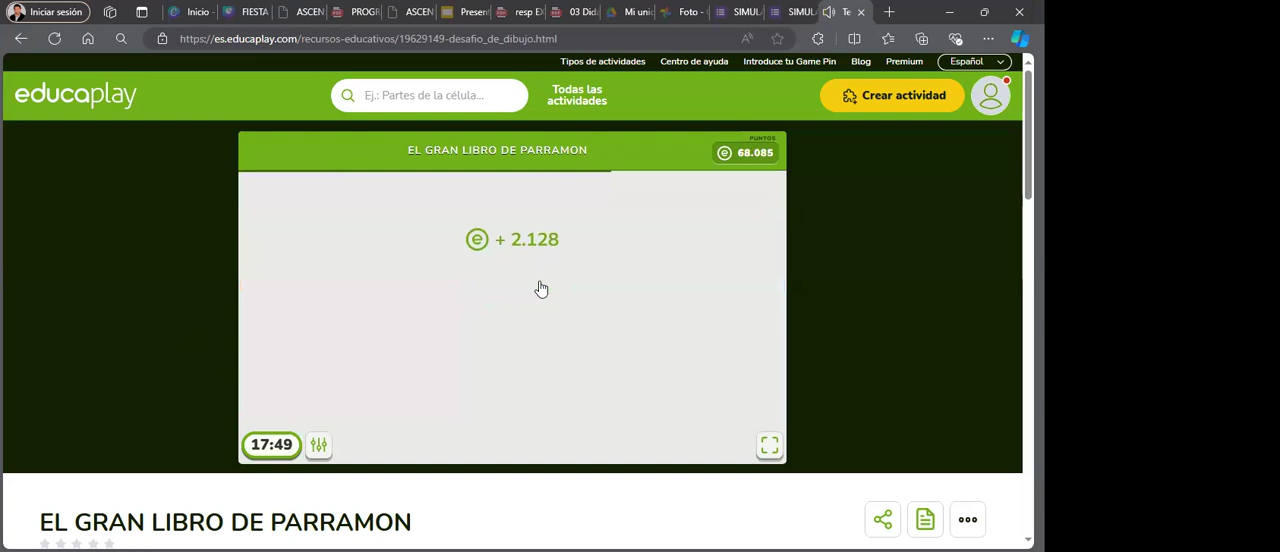 Iniciar sesión
Inicio -
FIESTA
ASCEN
PROGR
ASCEN
Present
resp EX
03 Dida
Mi unic
Foto - G
SIMUL
SIMUL
Te
https://es.educaplay.com/recursos-educativos/19629149-desafio_de_dibujo.html
Tipos de actividades Centro de ayuda Introduce tu Game Pin Blog Premium Español
educaplay
Ej.: Partes de la célula...
Todas las
actividades
Crear actividad
EL GRAN LIBRO DE PARRAMON
PUNTOS
68.085
+ 2.128
17:49
EL GRAN LIBRO DE PARRAMON